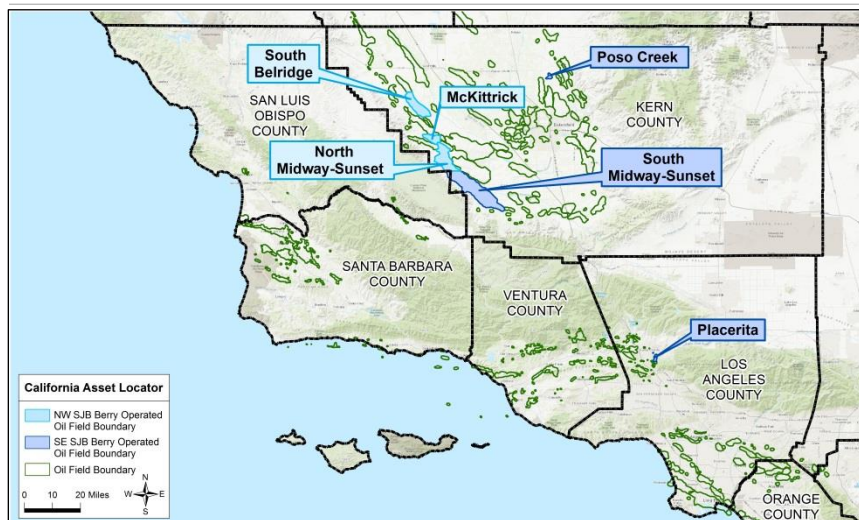 South
Belridge
Poso Creek
McKittrick
SAN LUIS
OBISPO
COUNTY
KERN
COUNTY
North
Midway-Sunset
South
Midway-Sunset
SANTA BARBARA
COUNTY
VENTURA
COUNTY
Placerita
LOS
ANGELES
COUNTY
ORANGE
COUNTY
California Asset Locator
NW SJB Berry Operated
Oil Field Boundary
SE SJB Berry Operated
Oil Field Boundary
Oil Field Boundary
0 10 20 Miles
N
W E
S